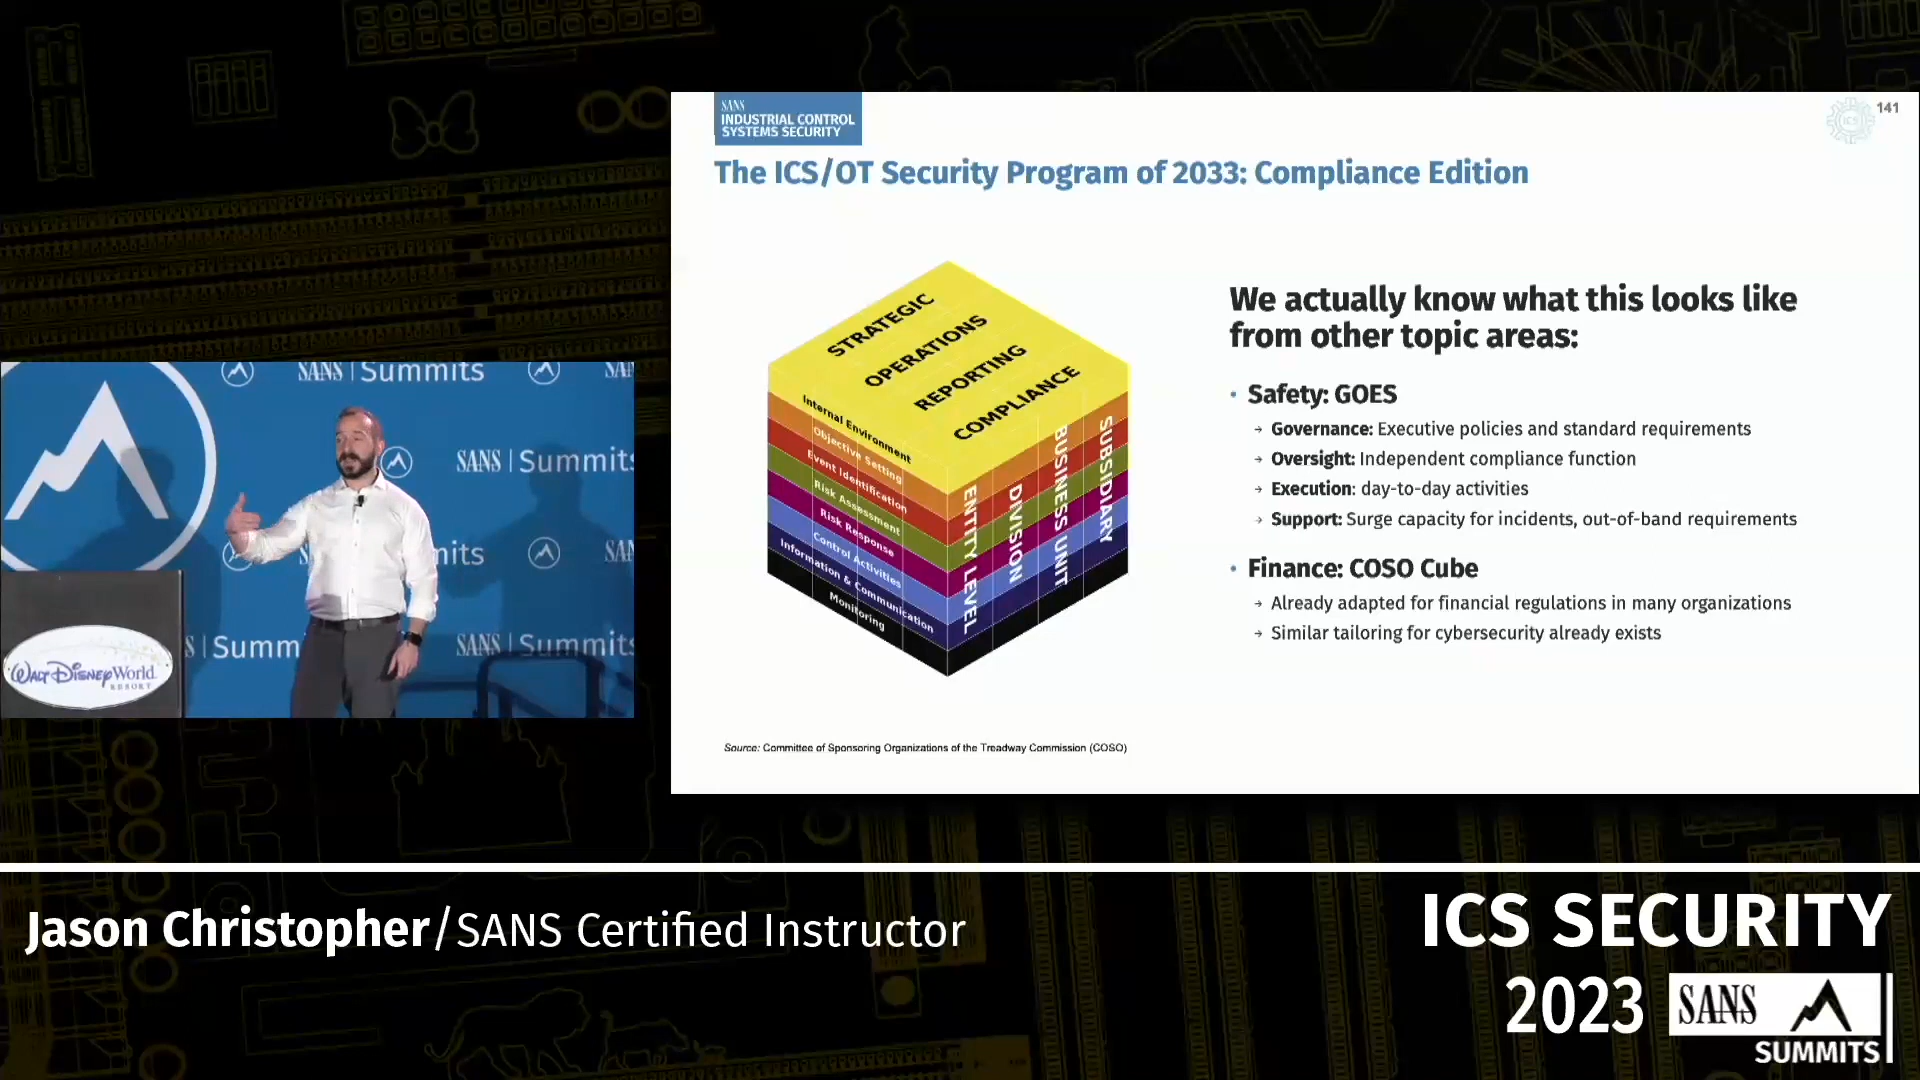 SANS
INDUSTRIAL CONTROL
SYSTEMS SECURITY
ICS
141
The ICS/OT Security Program of 2033: Compliance Edition
STRATEGIC
OPERATIONS
REPORTING
COMPLIANCE
Internal Environment
Objective Setting
Event Identification
Risk Assessment
Risk Response
Control Activities
Information & Communication
Monitoring
ENTITY LEVEL
DIVISION
BUSINESS UNIT
SUBSIDIARY
We actually know what this looks like
from other topic areas:
• Safety: GOES
→ Governance: Executive policies and standard requirements
→ Oversight: Independent compliance function
→ Execution: day-to-day activities
→ Support: Surge capacity for incidents, out-of-band requirements
• Finance: COSO Cube
→ Already adapted for financial regulations in many organizations
→ Similar tailoring for cybersecurity already exists
Source: Committee of Sponsoring Organizations of the Treadway Commission (COSO)
SANS | Summits
SAN
SANS | Summits
mits
SAN
S | Summ
SANS | Summits
WALT DISNEY World
RESORT
Jason Christopher/SANS Certified Instructor
ICS SECURITY
2023 SANS
SUMMITS